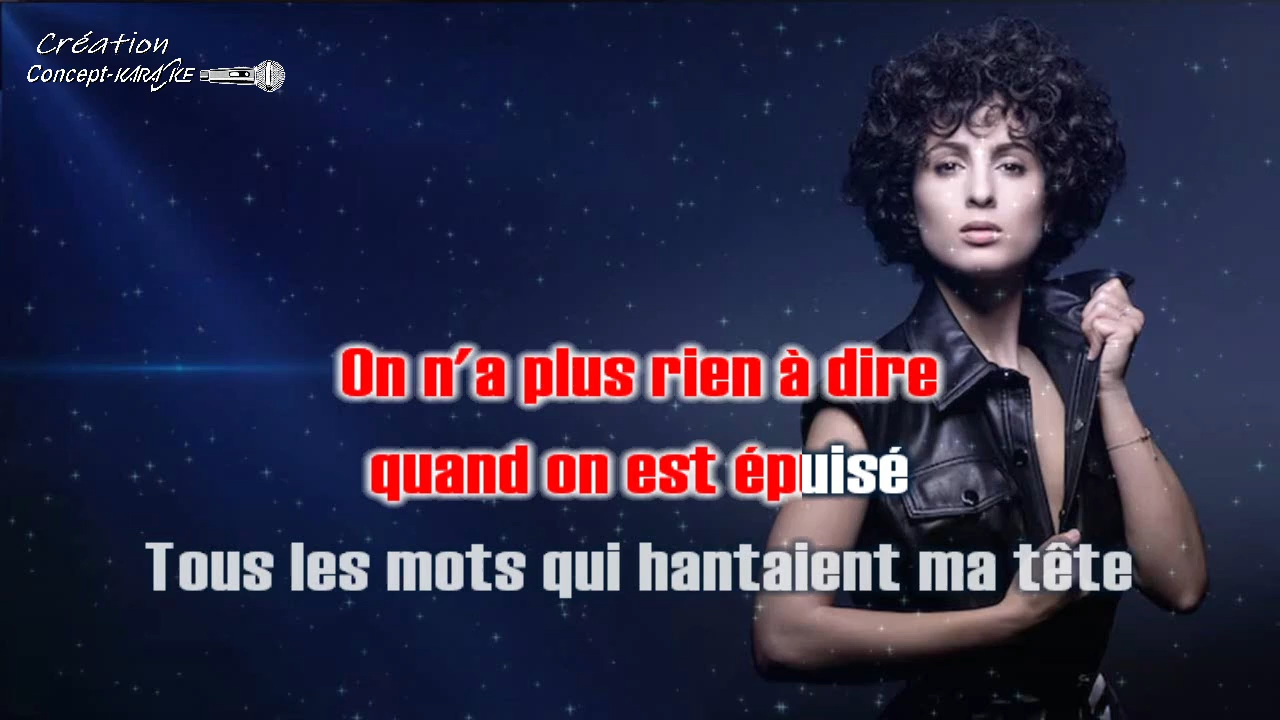 Création
Concept-KARAOKE
On n'a plus rien à dire
quand on est épuisé
Tous les mots qui hantaient ma tête